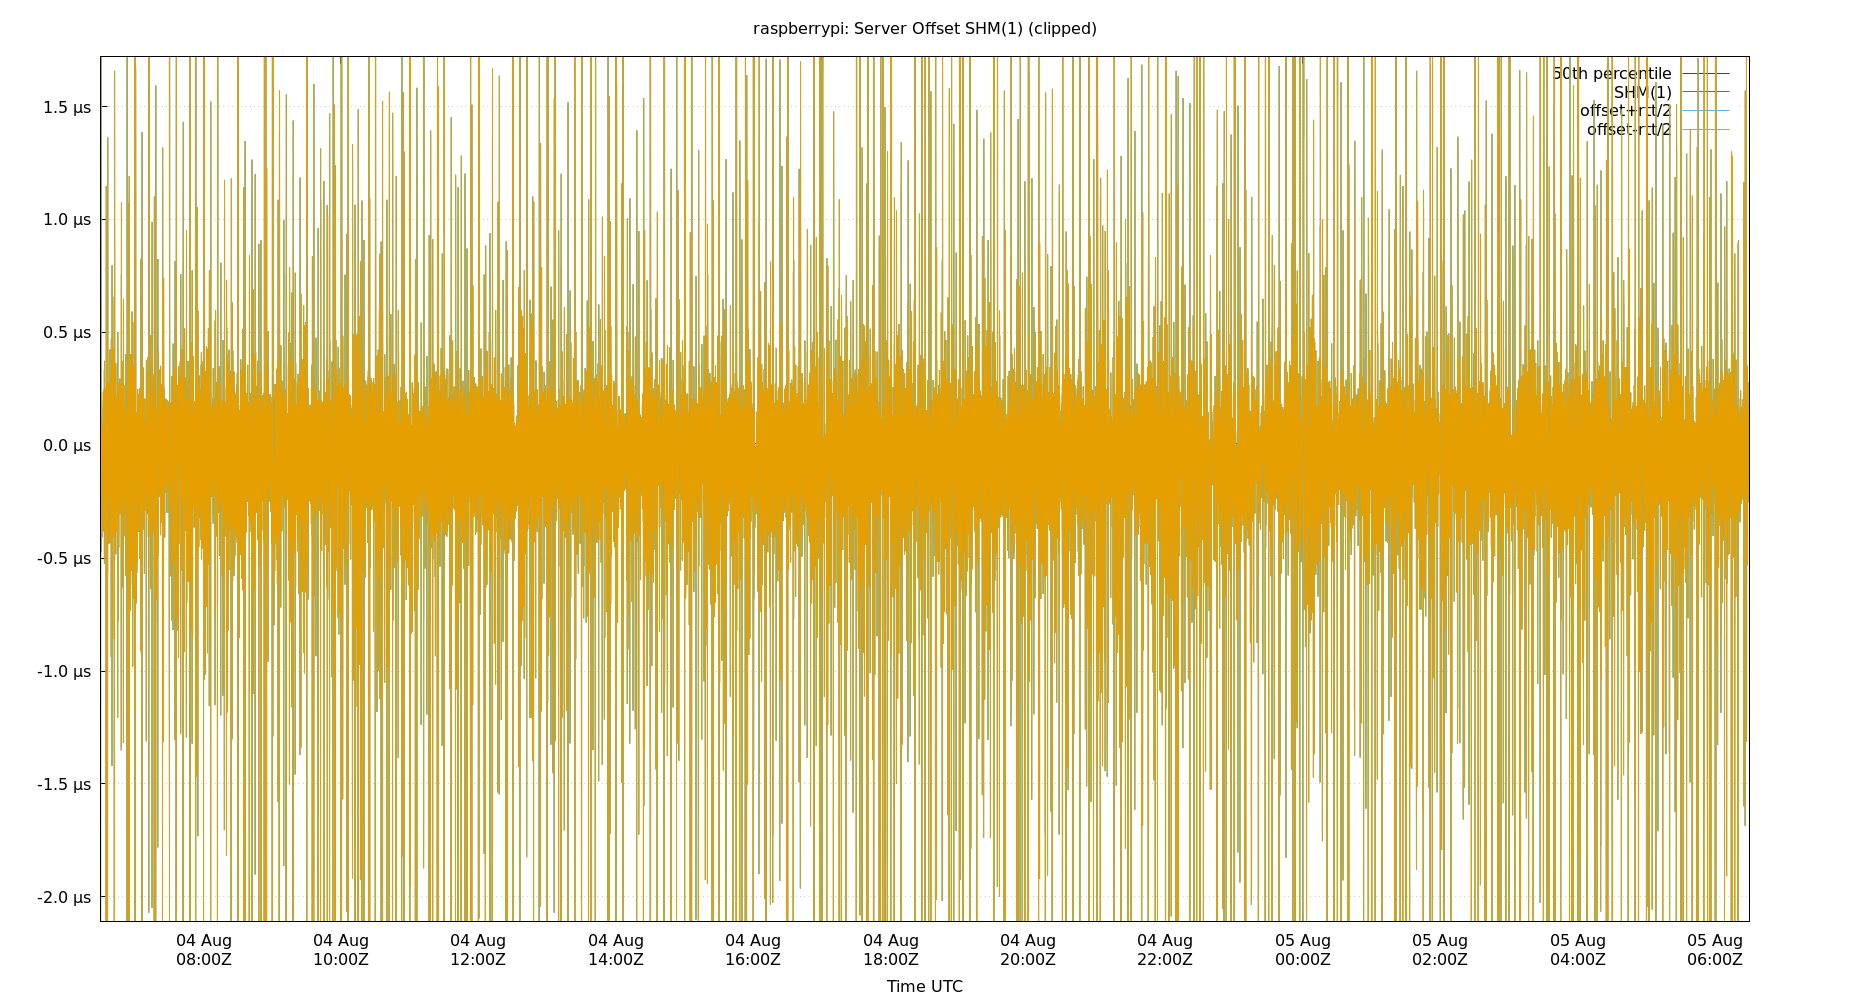 raspberrypi: Server Offset SHM(1) (clipped)
50th percentile
SHM(1)
offset+rtt/2
offset-rtt/2
1.5 µs
1.0 µs
0.5 µs
0.0 µs
-0.5 µs
-1.0 µs
-1.5 µs
-2.0 µs
04 Aug 04 Aug 04 Aug 04 Aug 04 Aug 04 Aug 04 Aug 04 Aug 05 Aug 05 Aug 05 Aug 05 Aug
08:00Z 10:00Z 12:00Z 14:00Z 16:00Z 18:00Z 20:00Z 22:00Z 00:00Z 02:00Z 04:00Z 06:00Z
Time UTC